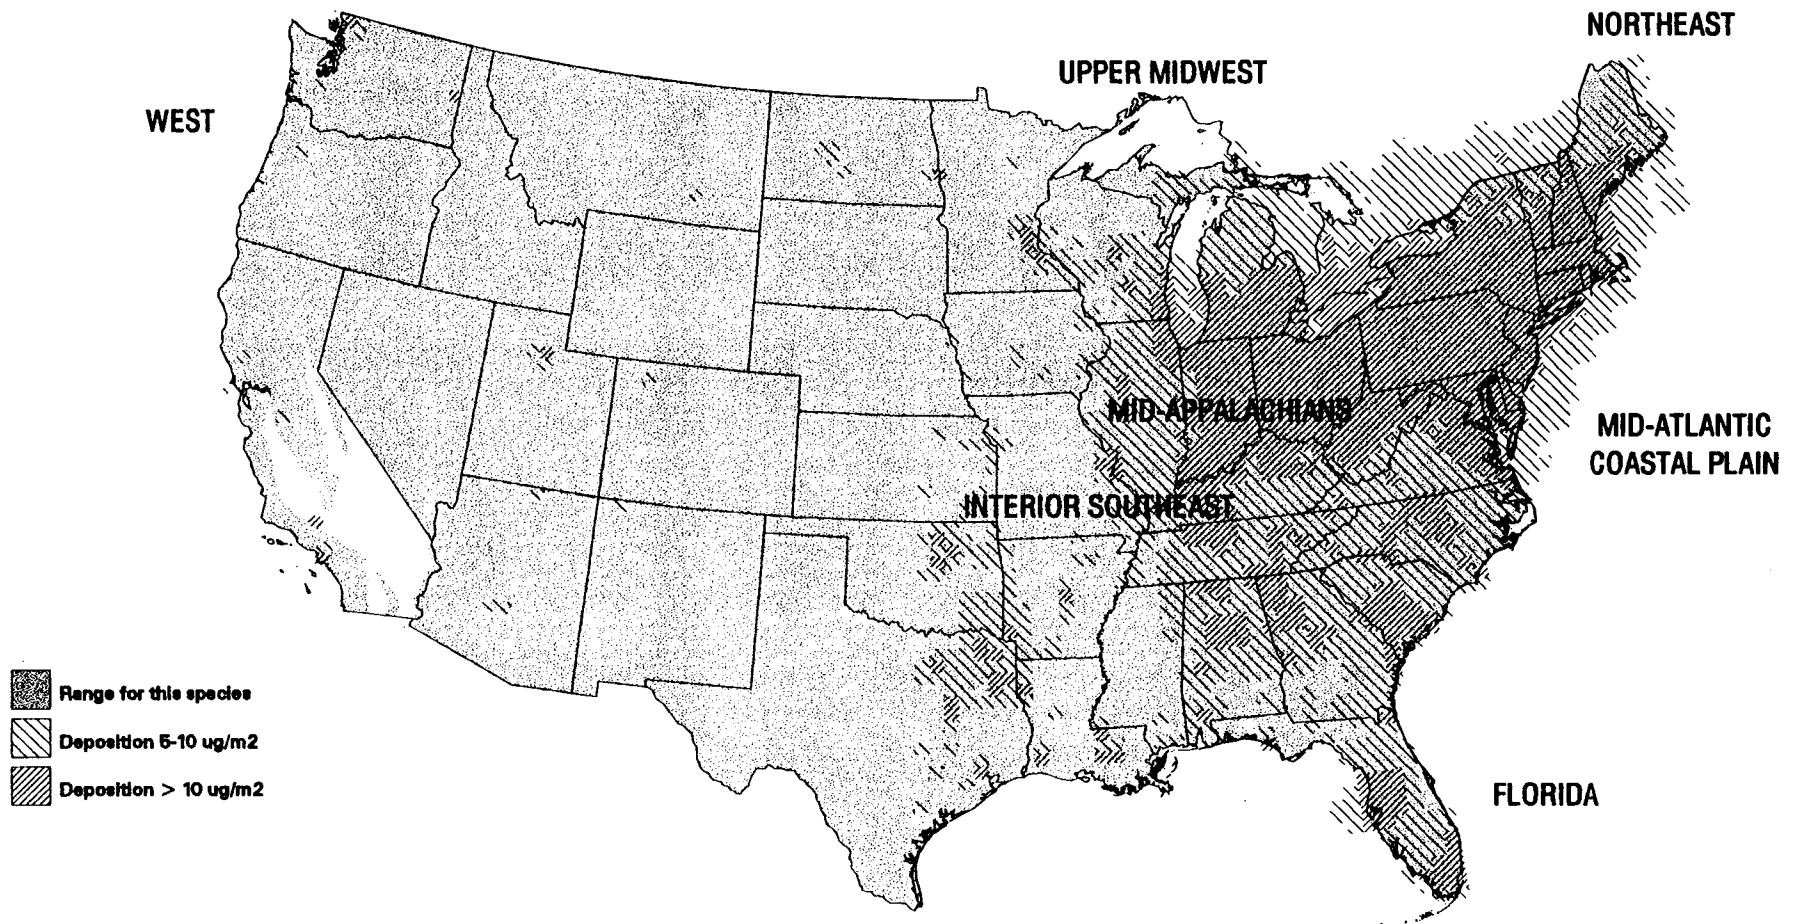 NORTHEAST
UPPER MIDWEST
WEST
MID-APPALACHIANS
MID-ATLANTIC
COASTAL PLAIN
INTERIOR SOUTHEAST
Range for this species
Deposition 5-10 ug/m2
Deposition > 10 ug/m2
FLORIDA